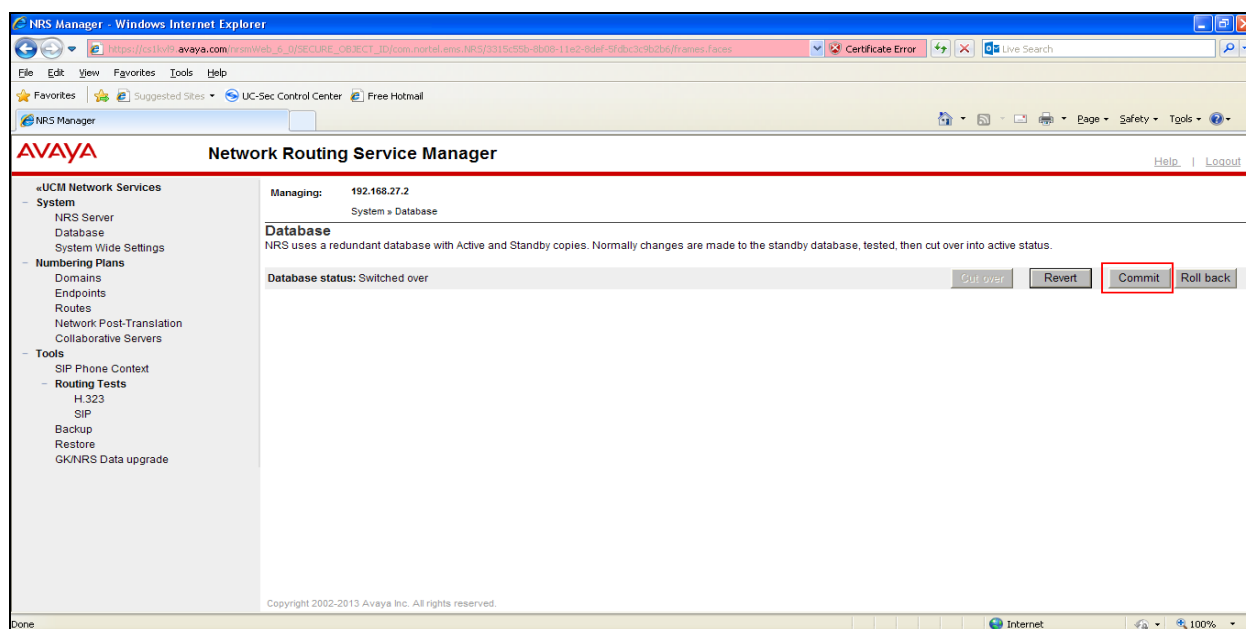 NRS Manager - Windows Internet Explorer
Certificate Error
Live Search
File Edit View Favorites Tools Help
Favorites Suggested Sites UC-Sec Control Center Free Hotmail
NRS Manager
Page Safety Tools
AVAYA
Network Routing Service Manager
Help | Logout
«UCM Network Services
− System
NRS Server
Database
System Wide Settings
− Numbering Plans
Domains
Endpoints
Routes
Network Post-Translation
Collaborative Servers
− Tools
SIP Phone Context
− Routing Tests
H.323
SIP
Backup
Restore
GK/NRS Data upgrade
Managing: 192.168.27.2
System » Database
Database
NRS uses a redundant database with Active and Standby copies. Normally changes are made to the standby database, tested, then cut over into active status.
Database status: Switched over
Cut over Revert Commit Roll back
Copyright 2002-2013 Avaya Inc. All rights reserved.
Done
Internet
100%